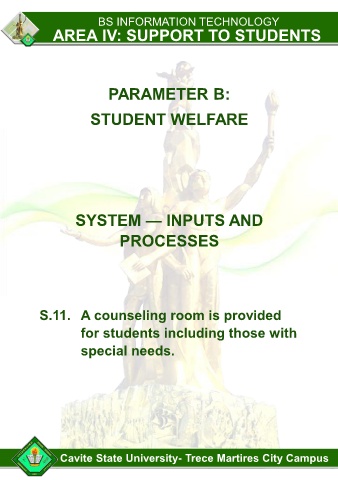 BS INFORMATION TECHNOLOGY
AREA IV: SUPPORT TO STUDENTS
PARAMETER B:
STUDENT WELFARE
SYSTEM — INPUTS AND
PROCESSES
S.11. A counseling room is provided
for students including those with
special needs.
Cavite State University- Trece Martires City Campus